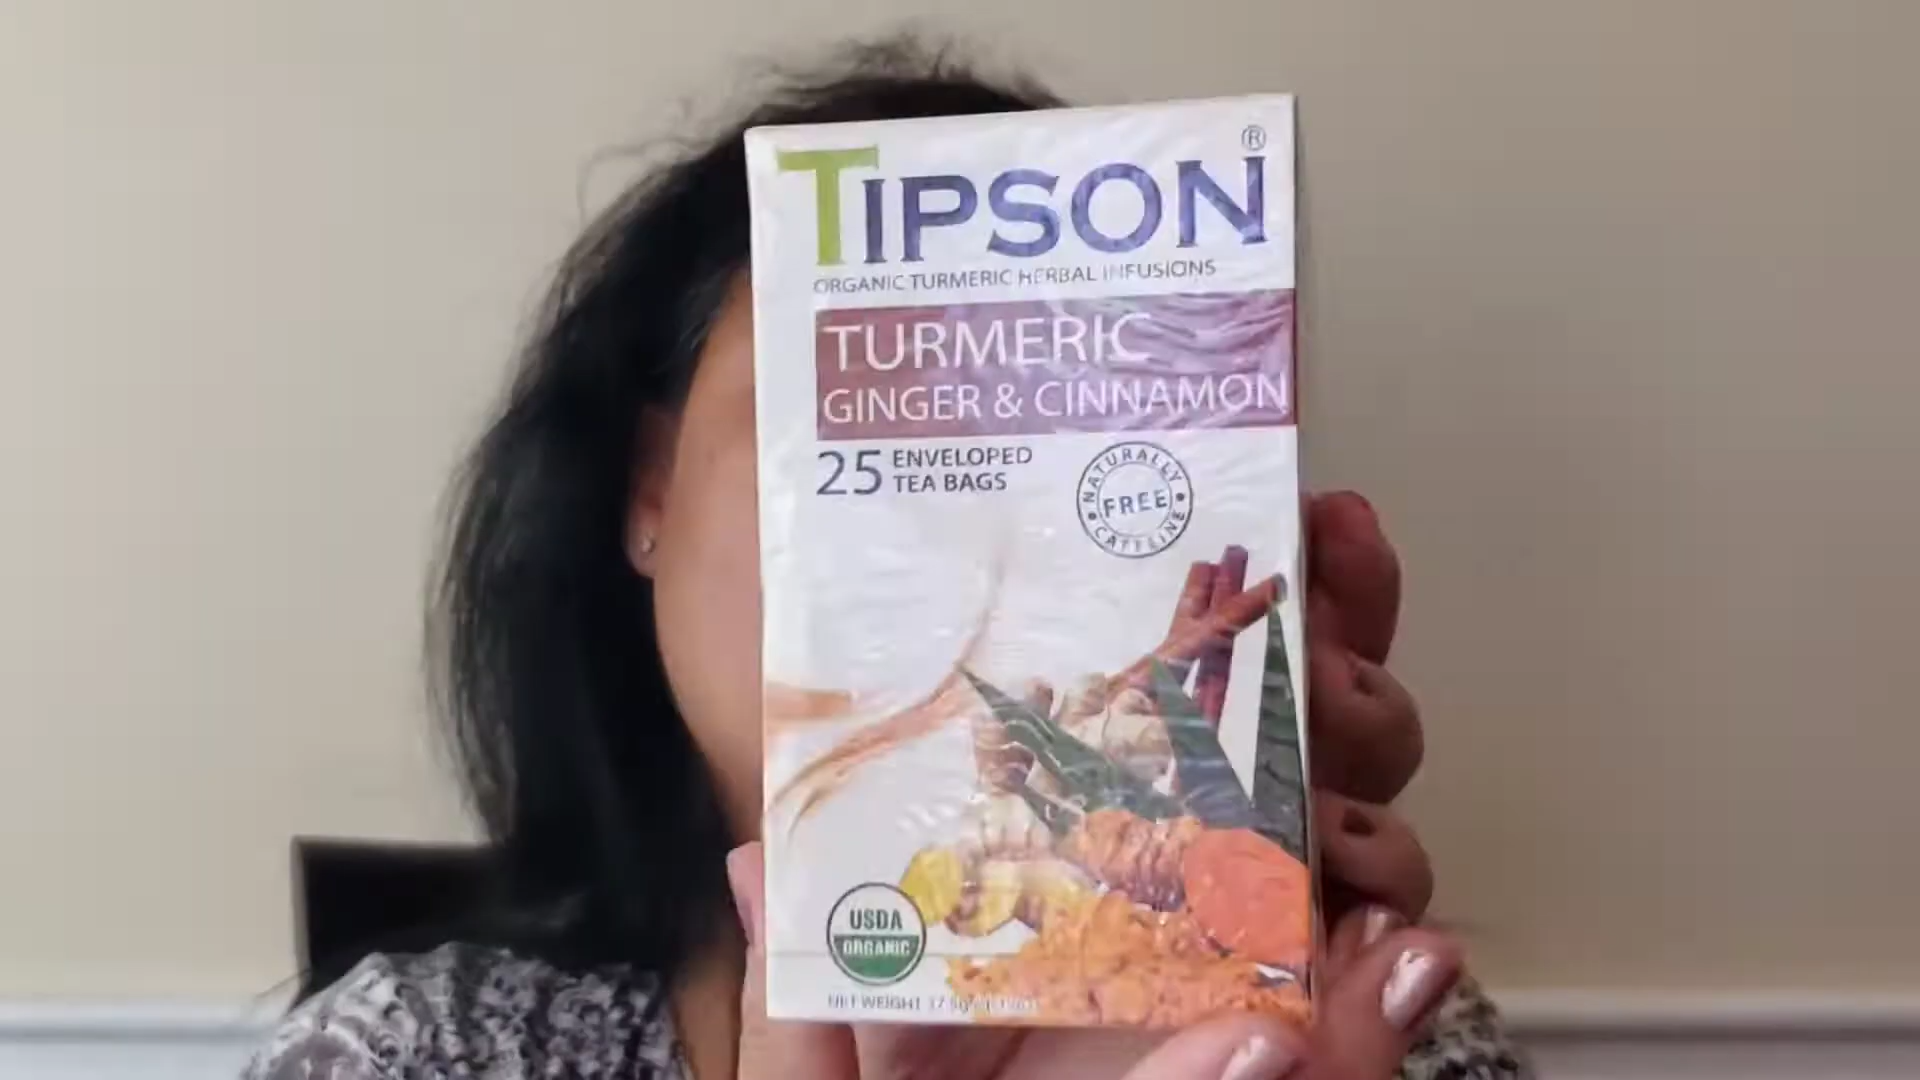 TIPSON®
ORGANIC TURMERIC HERBAL INFUSIONS
TURMERIC
GINGER & CINNAMON
25 ENVELOPED
TEA BAGS
NATURALLY
FREE
CAFFEINE
USDA
ORGANIC
NET WEIGHT